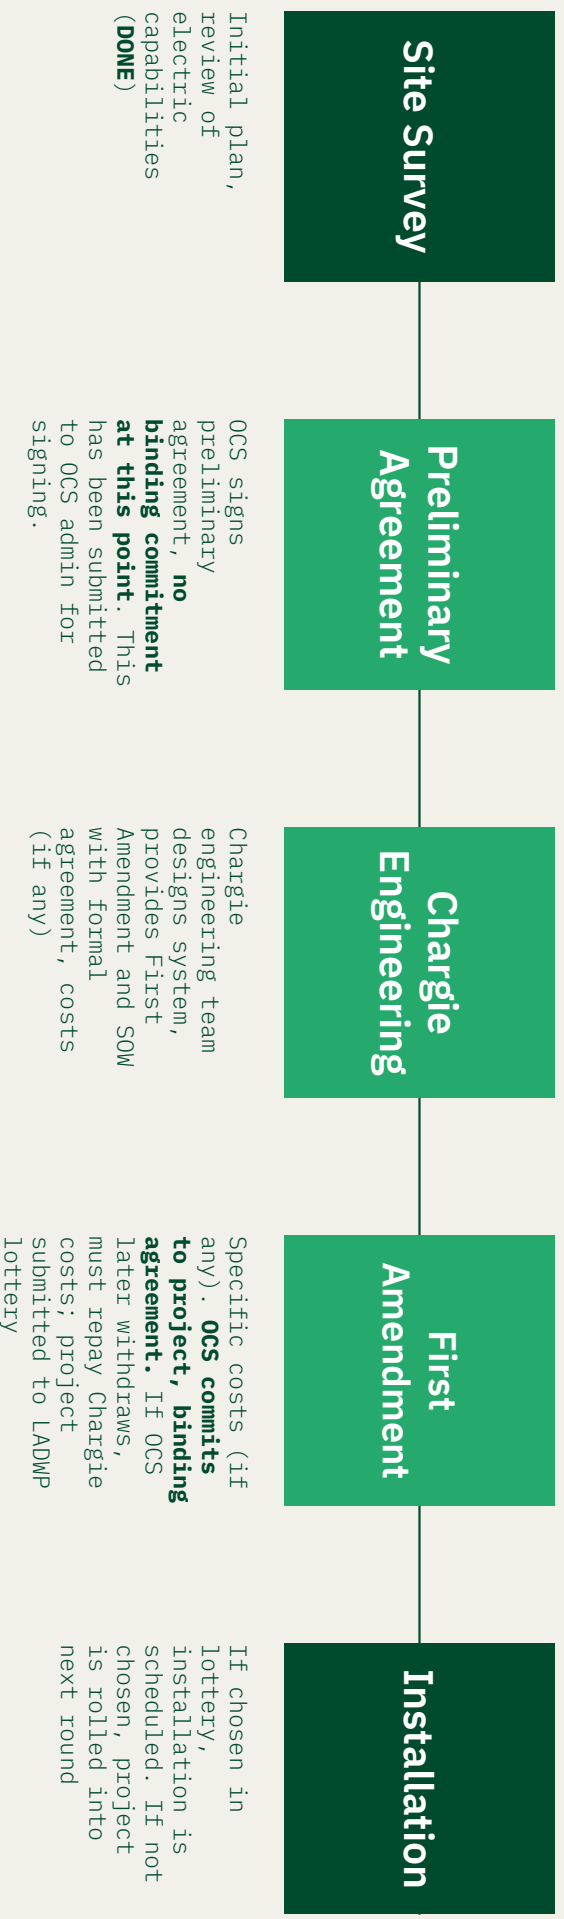 Site Survey
Initial plan,
review of
electric
capabilities
(DONE)
Preliminary
Agreement
OCS signs
preliminary
agreement, no
binding commitment
at this point. This
has been submitted
to OCS admin for
signing.
Chargie
Engineering
Chargie
engineering team
designs system,
provides First
Amendment and SOW
with formal
agreement, costs
(if any)
First
Amendment
Specific costs (if
any). OCS commits
to project, binding
agreement. If OCS
later withdraws,
must repay Chargie
costs; project
submitted to LADWP
lottery
Installation
If chosen in
lottery,
installation is
scheduled. If not
chosen, project
is rolled into
next round